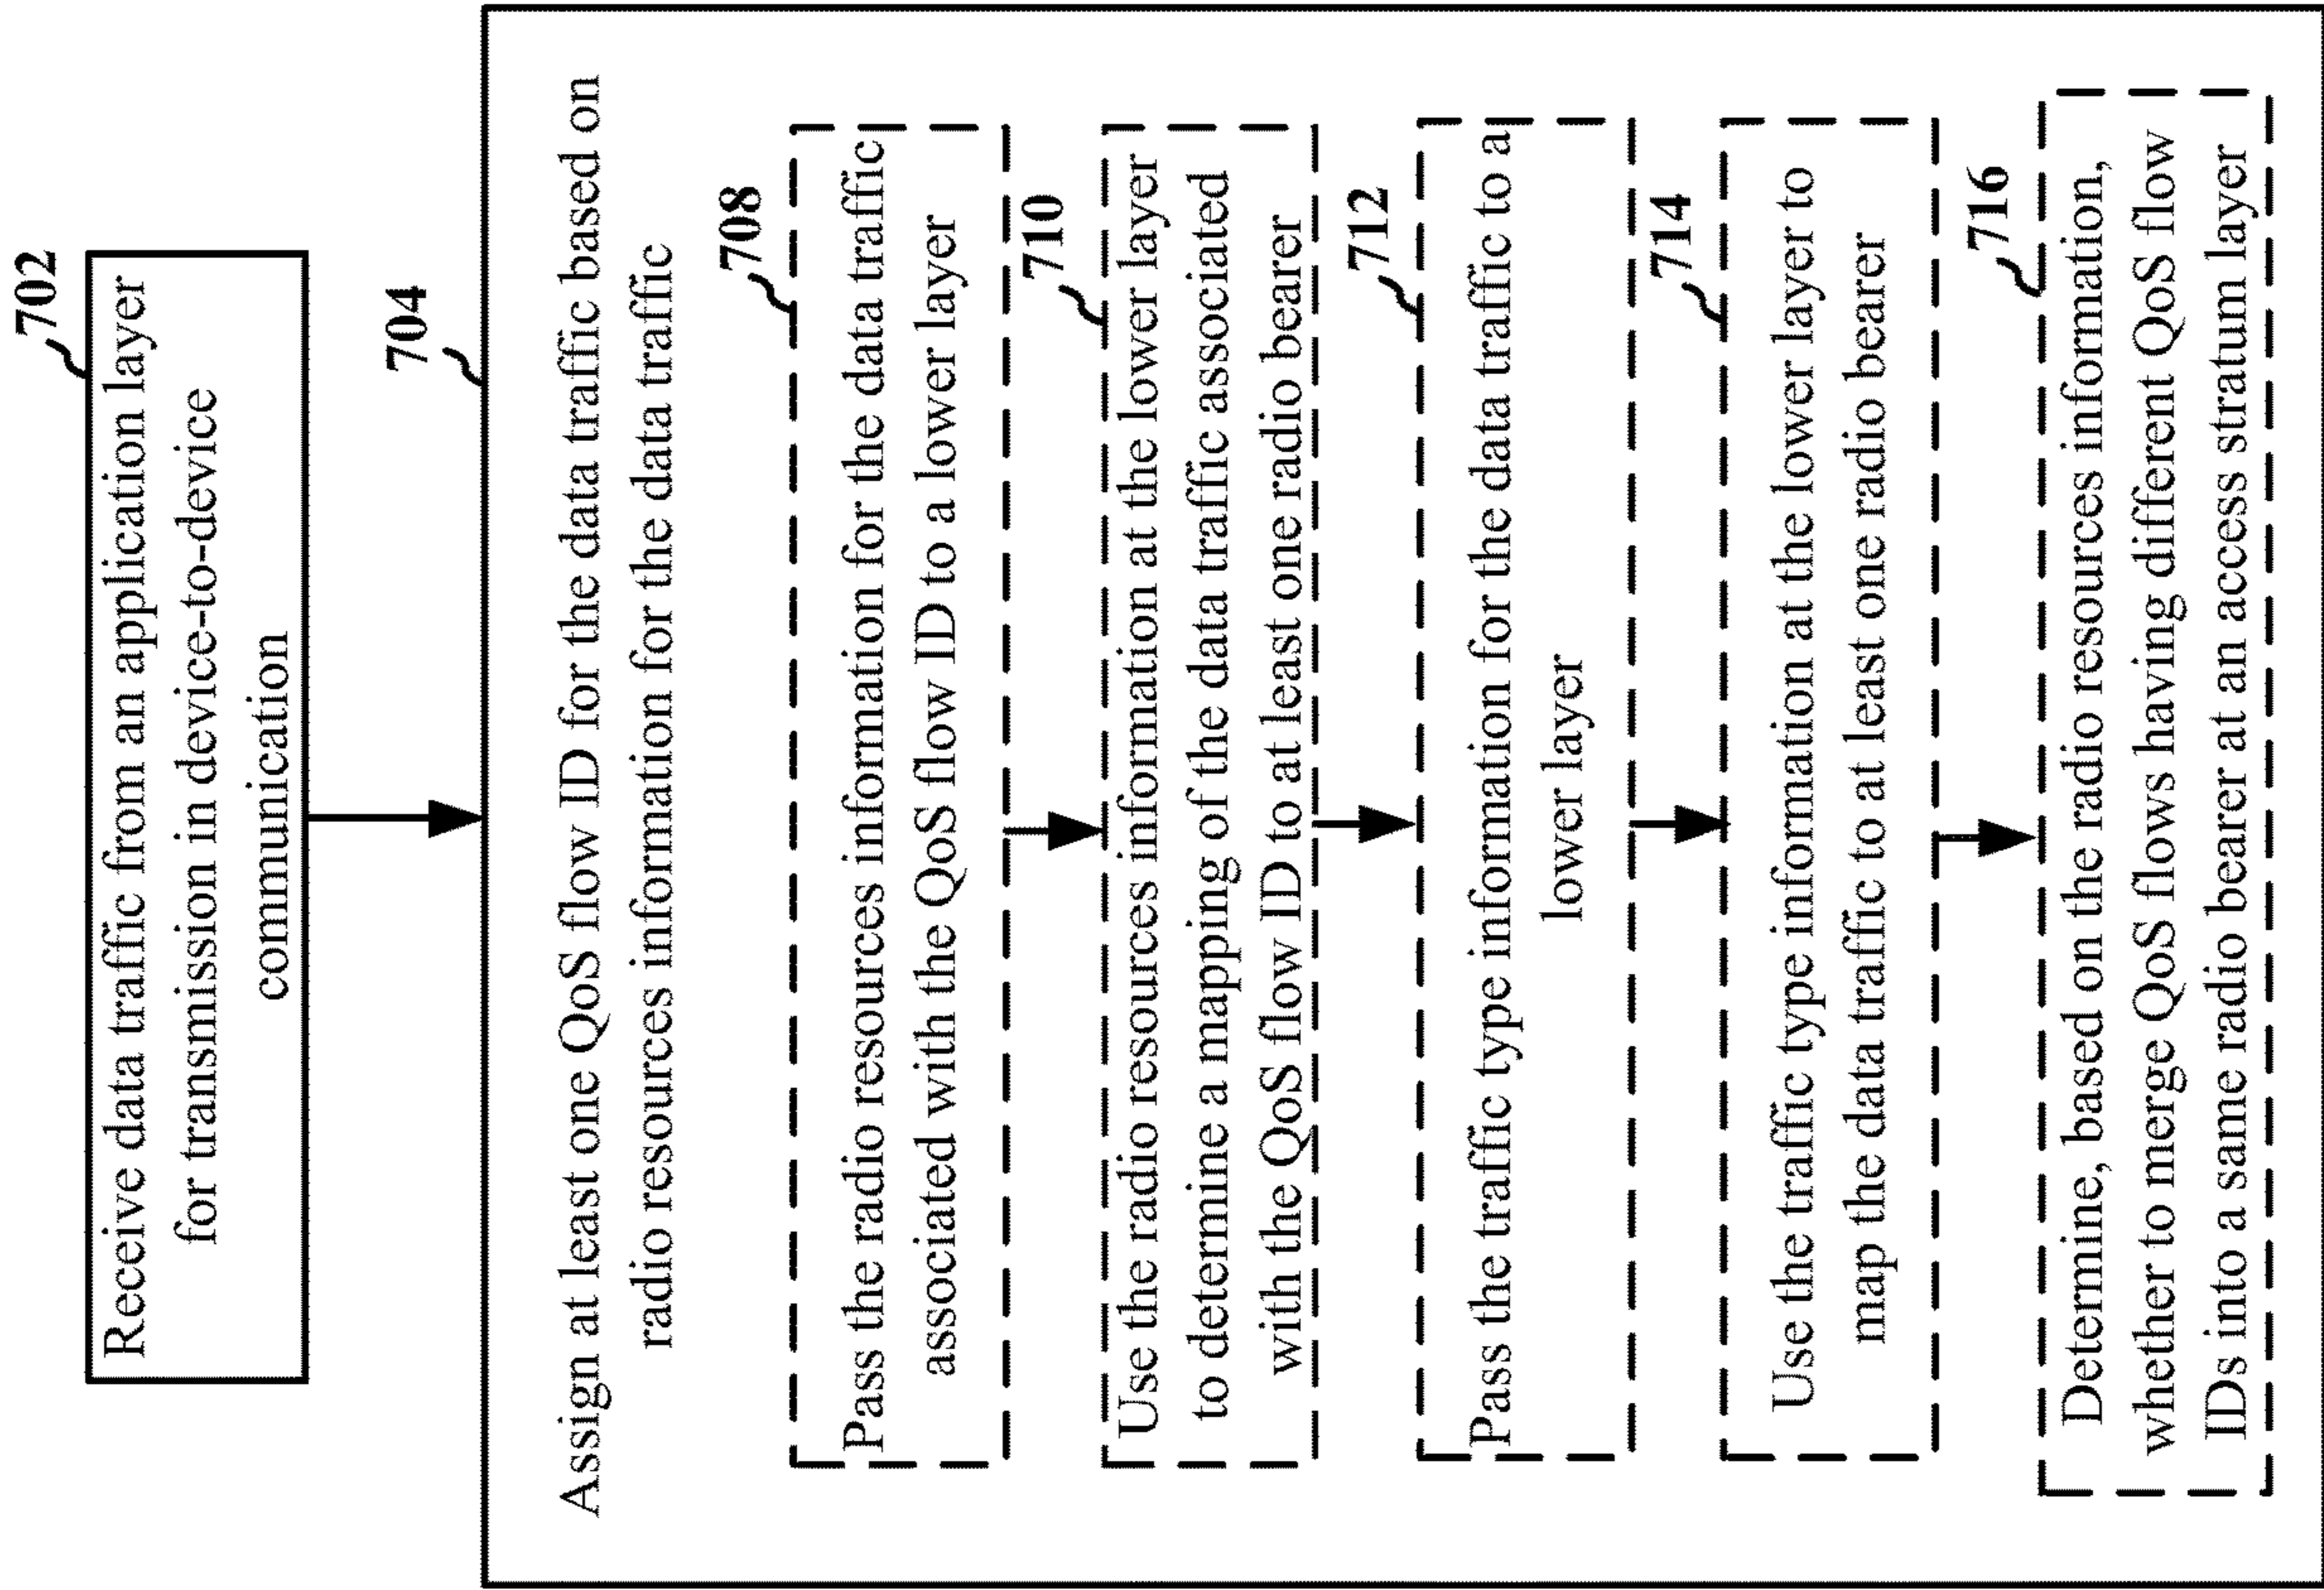 702
Receive data traffic from an application layer
for transmission in device-to-device
communication
704
Assign at least one QoS flow ID for the data traffic based on
radio resources information for the data traffic
708
Pass the radio resources information for the data traffic
associated with the QoS flow ID to a lower layer
710
Use the radio resources information at the lower layer
to determine a mapping of the data traffic associated
with the QoS flow ID to at least one radio bearer
712
Pass the traffic type information for the data traffic to a
lower layer
714
Use the traffic type information at the lower layer to
map the data traffic to at least one radio bearer
716
Determine, based on the radio resources information,
whether to merge QoS flows having different QoS flow
IDs into a same radio bearer at an access stratum layer